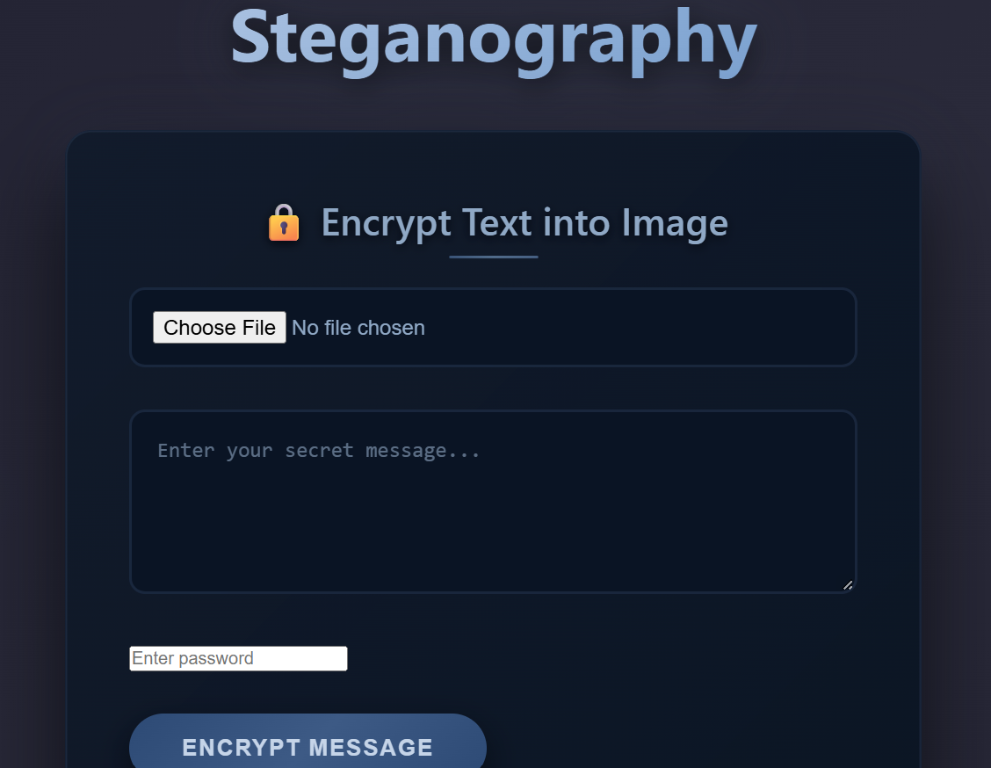 Steganography
🔒 Encrypt Text into Image
Choose File No file chosen
Enter your secret message...
Enter password
ENCRYPT MESSAGE